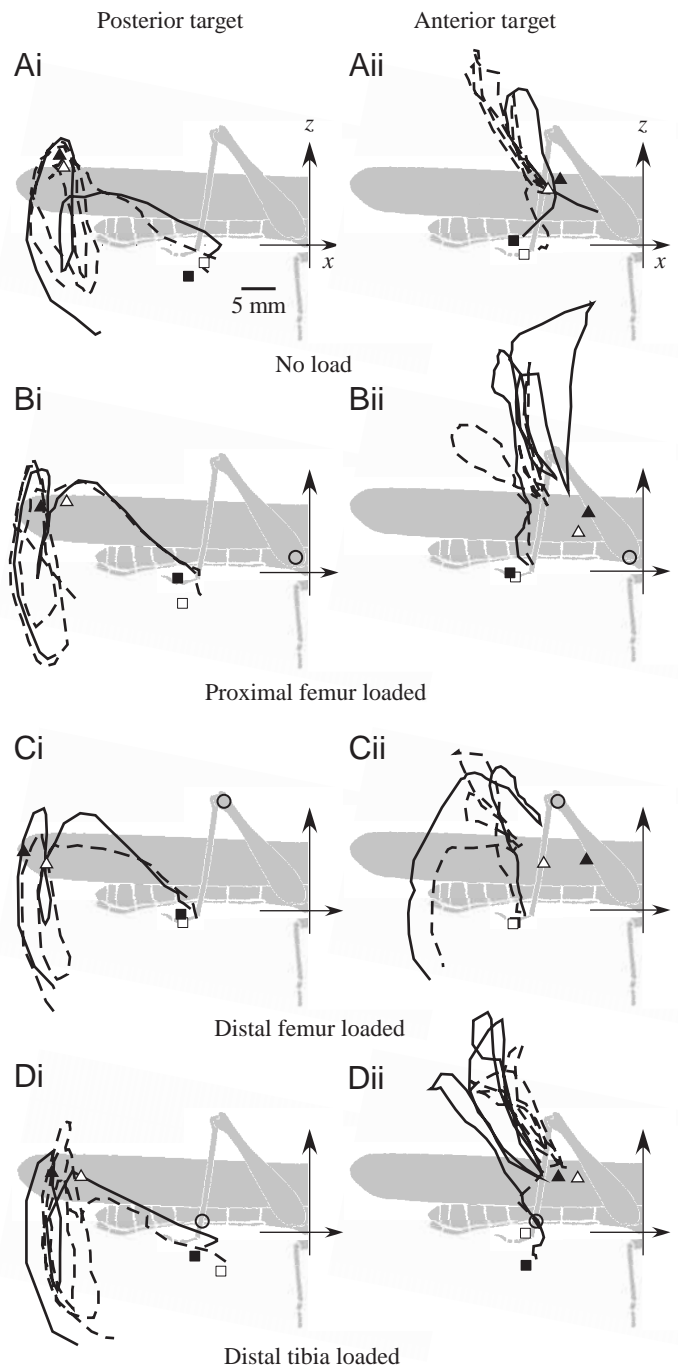 Posterior target
Anterior target
Ai
Aii
z
z
x
x
5 mm
No load
Bi
Bii
Proximal femur loaded
Ci
Cii
Distal femur loaded
Di
Dii
Distal tibia loaded